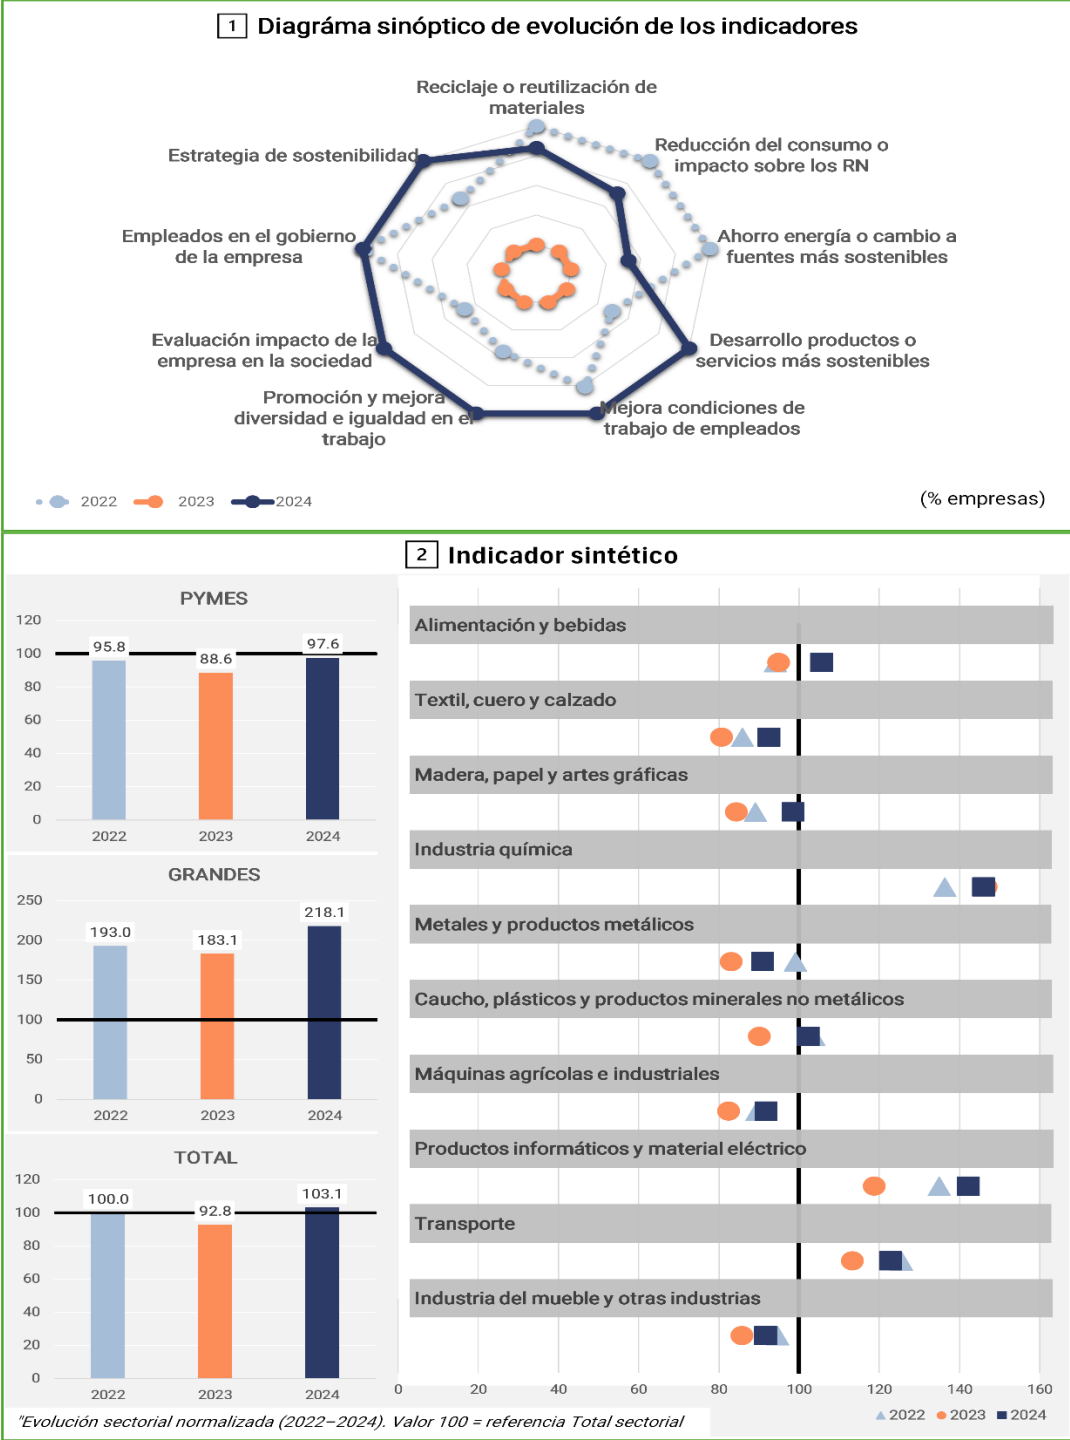 1 Diagráma sinóptico de evolución de los indicadores
Reciclaje o reutilización de
materiales
Reducción del consumo o
impacto sobre los RN
Estrategia de sostenibilidad
Ahorro energía o cambio a
fuentes más sostenibles
Empleados en el gobierno
de la empresa
Evaluación impacto de la
empresa en la sociedad
Desarrollo productos o
servicios más sostenibles
Promoción y mejora
diversidad e igualdad en el
trabajo
Mejora condiciones de
trabajo de empleados
2022 2023 2024
(% empresas)
2 Indicador sintético
PYMES
120
100
80
60
40
20
0
95.8
88.6
97.6
2022 2023 2024
GRANDES
250
200
150
100
50
0
193.0
183.1
218.1
2022 2023 2024
TOTAL
120
100
80
60
40
20
0
100.0
92.8
103.1
2022 2023 2024
Alimentación y bebidas
Textil, cuero y calzado
Madera, papel y artes gráficas
Industria química
Metales y productos metálicos
Caucho, plásticos y productos minerales no metálicos
Máquinas agrícolas e industriales
Productos informáticos y material eléctrico
Transporte
Industria del mueble y otras industrias
0 20 40 60 80 100 120 140 160
2022 2023 2024
"Evolución sectorial normalizada (2022–2024). Valor 100 = referencia Total sectorial